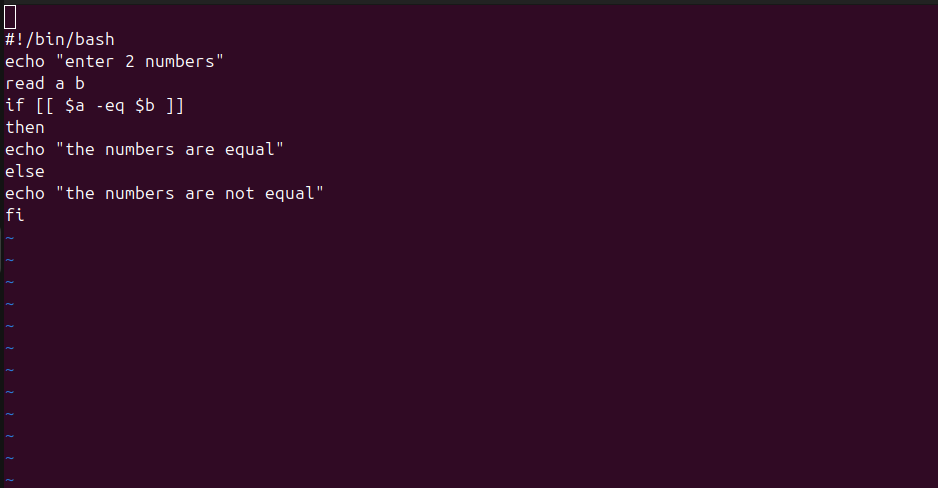 #!/bin/bash
echo "enter 2 numbers"
read a b
if [[ $a -eq $b ]]
then
echo "the numbers are equal"
else
echo "the numbers are not equal"
fi
~
~
~
~
~
~
~
~
~
~
~
~